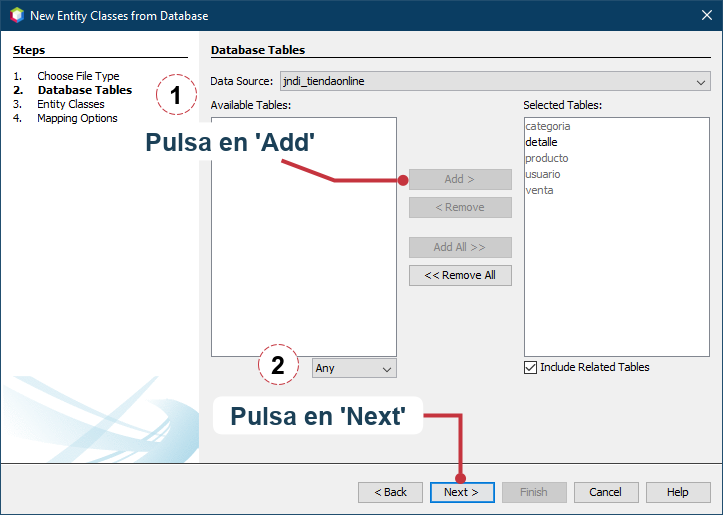 New Entity Classes from Database
Steps
1. Choose File Type
2. Database Tables
3. Entity Classes
4. Mapping Options
Database Tables
Data Source: jndi_tiendaonline
1
Available Tables:
Selected Tables:
Pulsa en 'Add'
Add >
< Remove
Add All >>
<< Remove All
categoria
detalle
producto
usuario
venta
2
Any
Include Related Tables
Pulsa en 'Next'
< Back
Next >
Finish
Cancel
Help